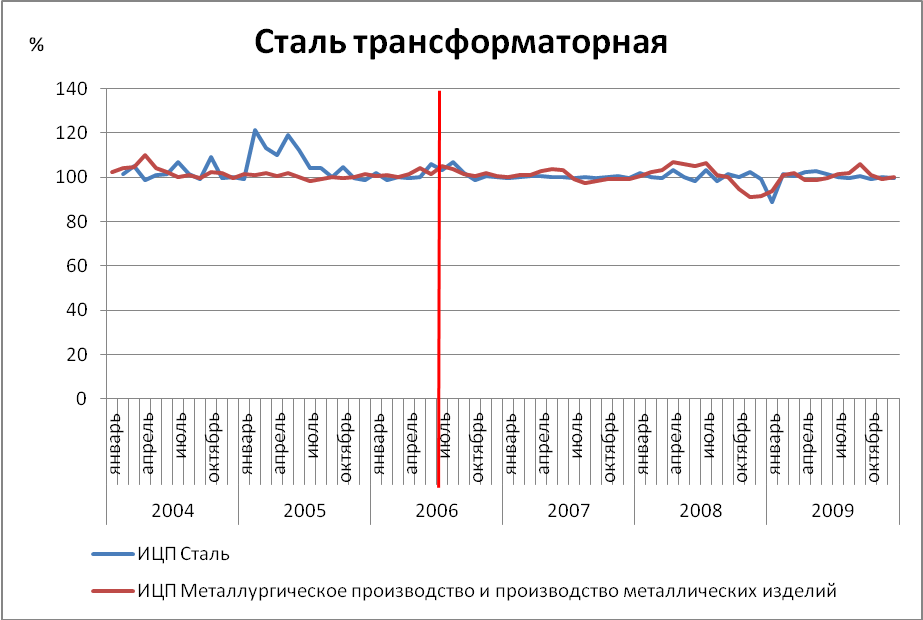 %
Сталь трансформаторная
140
120
100
80
60
40
20
0
январь
апрель
июль
октябрь
январь
апрель
июль
октябрь
январь
апрель
июль
октябрь
январь
апрель
июль
октябрь
январь
апрель
июль
октябрь
январь
апрель
июль
октябрь
2004
2005
2006
2007
2008
2009
ИЦП Сталь
ИЦП Металлургическое производство и производство металлических изделий